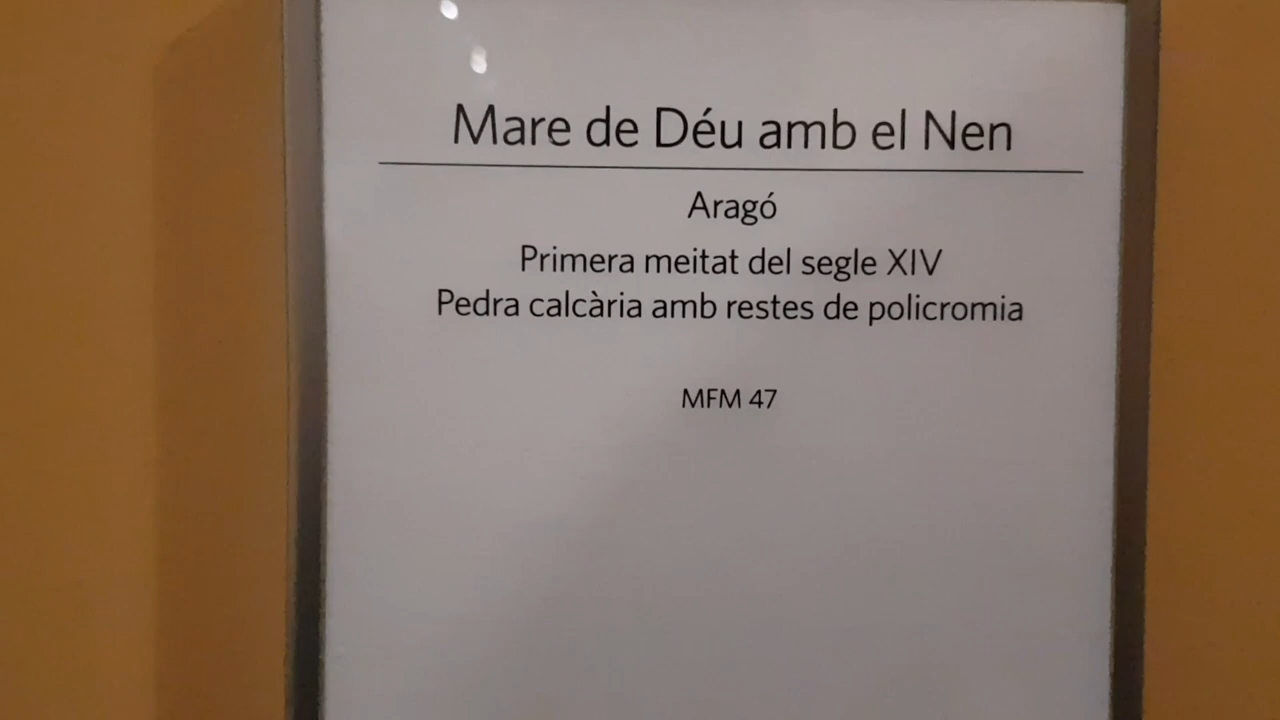 Mare de Déu amb el Nen
Aragó
Primera meitat del segle XIV
Pedra calcària amb restes de policromia
MFM 47